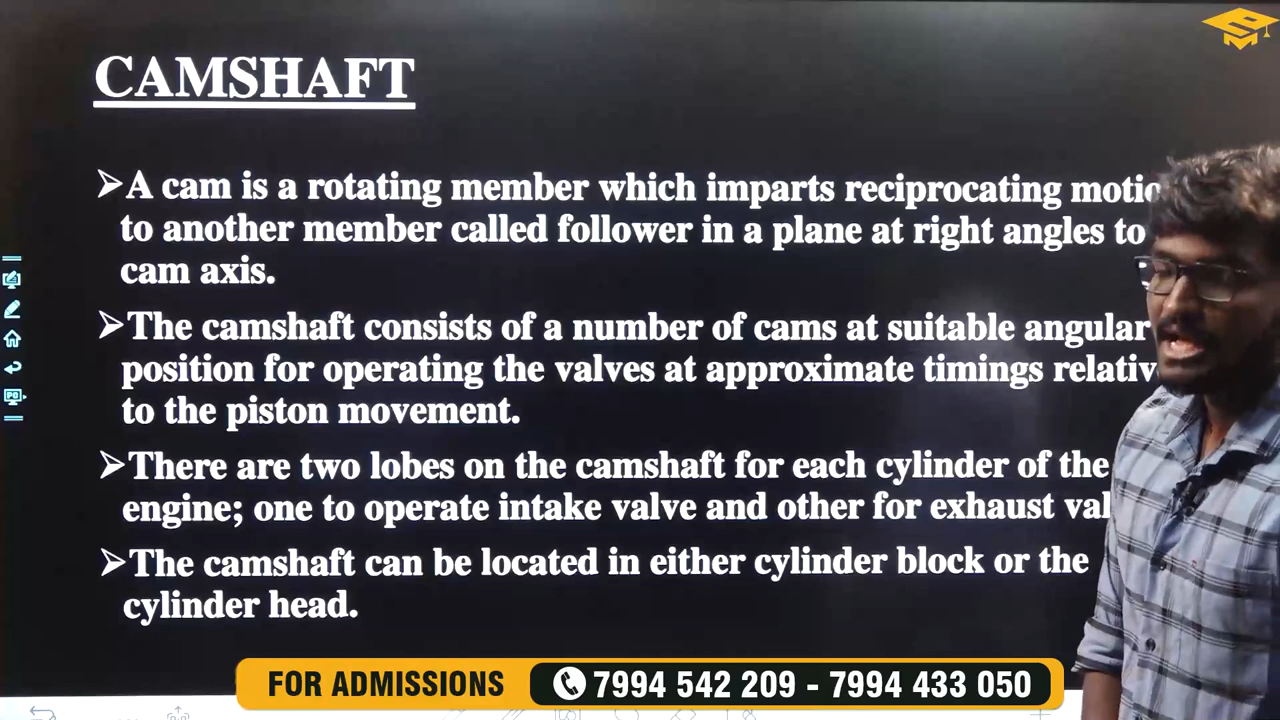 CAMSHAFT
➢A cam is a rotating member which imparts reciprocating
to another member called follower in a plane at right angles to
cam axis.
➢The camshaft consists of a number of cams at suitable angular
position for operating the valves at approximate timings
to the piston movement.
➢There are two lobes on the camshaft for each cylinder of the
engine; one to operate intake valve and other for exhaust
➢The camshaft can be located in either cylinder block or the
cylinder head.
FOR ADMISSIONS 7994 542 209 - 7994 433 050